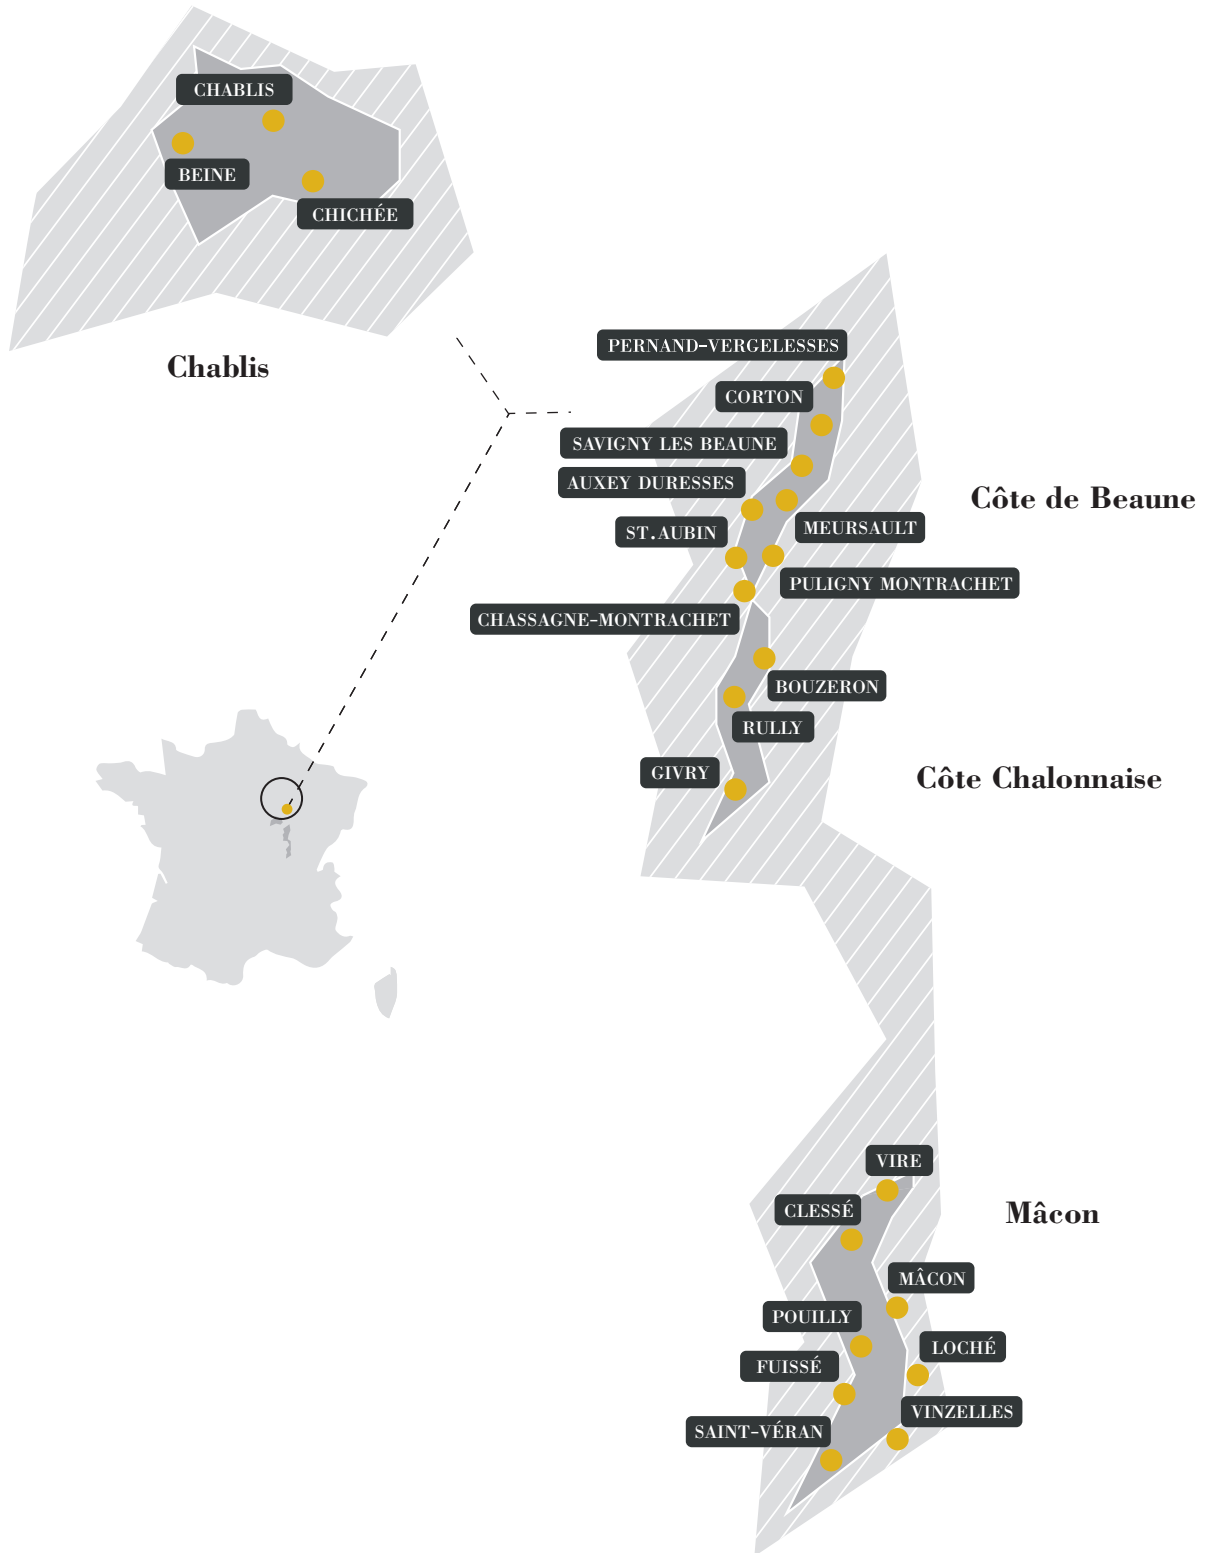 CHABLIS
BEINE
CHICHÉE
Chablis
PERNAND-VERGELESSES
CORTON
SAVIGNY LES BEAUNE
AUXEY DURESSES
Côte de Beaune
MEURSAULT
ST.AUBIN
PULIGNY MONTRACHET
CHASSAGNE-MONTRACHET
BOUZERON
RULLY
GIVRY
Côte Chalonnaise
VIRE
CLESSÉ
Mâcon
MÂCON
POUILLY
LOCHÉ
FUISSÉ
VINZELLES
SAINT-VÉRAN